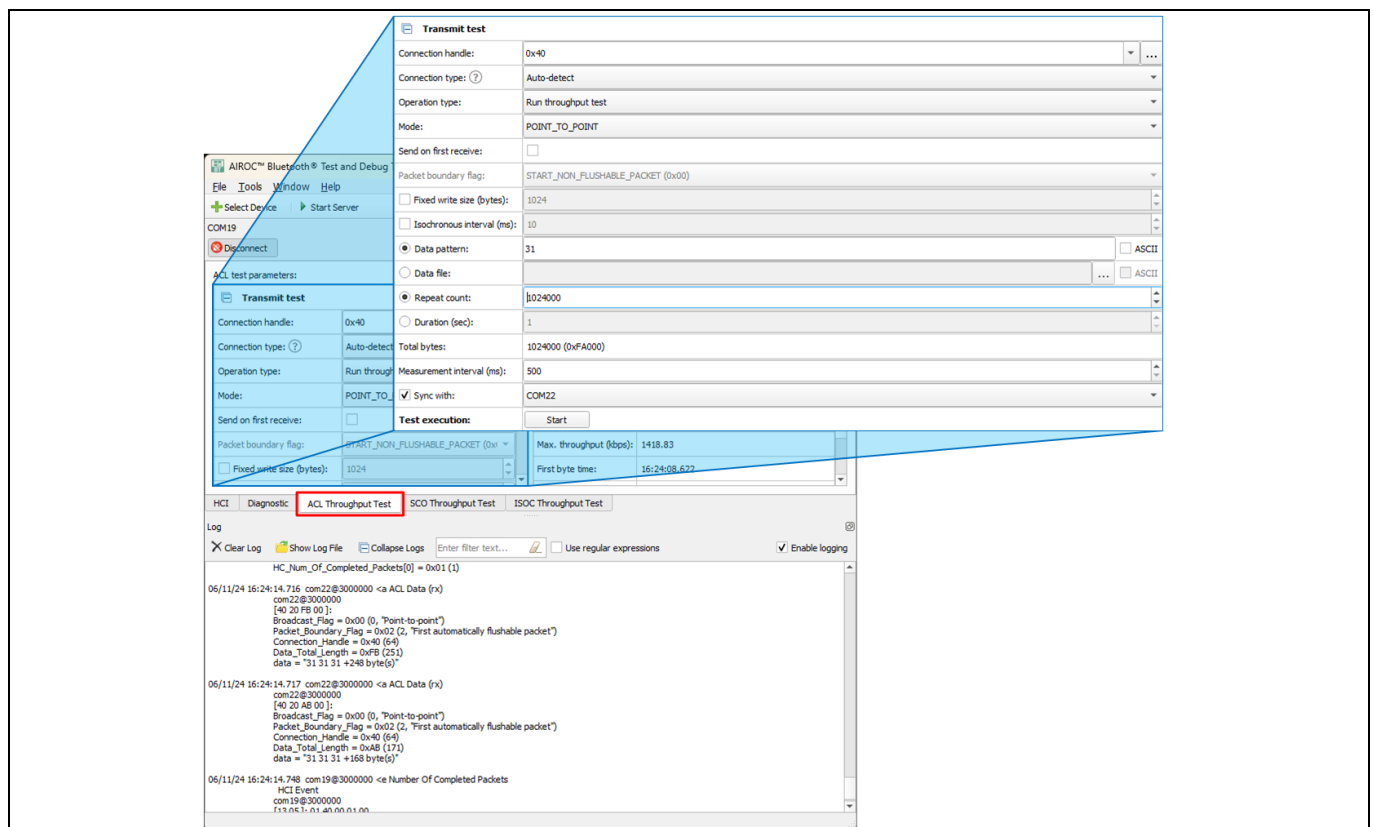 Transmit test
Connection handle: 0x40 ...
Connection type: ? Auto-detect
Operation type: Run throughput test
Mode: POINT_TO_POINT
Send on first receive:
Packet boundary flag: START_NON_FLUSHABLE_PACKET (0x00)
Fixed write size (bytes): 1024
Isochronous interval (ms): 10
Data pattern: 31 ASCII
Data file: ... ASCII
Repeat count: 1024000
Duration (sec): 1
Total bytes: 1024000 (0xFA000)
Measurement interval (ms): 500
Sync with: COM22
Test execution: Start
AIROC™ Bluetooth® Test and Debug
File Tools Window Help
Select Device Start Server
COM19
Disconnect
ACL test parameters:
Transmit test
Connection handle: 0x40
Connection type: ? Auto-detect
Operation type: Run through
Mode: POINT_TO_
Send on first receive:
Packet boundary flag: START_NON_FLUSHABLE_PACKET (0x Max. throughput (kbps): 1418.83
Fixed write size (bytes): 1024 First byte time: 16:24:08.622
HCI Diagnostic ACL Throughput Test SCO Throughput Test ISOC Throughput Test
Log
Clear Log Show Log File Collapse Logs Enter filter text... Use regular expressions Enable logging
HC_Num_Of_Completed_Packets[0] = 0x01 (1)
06/11/24 16:24:14.716 com22@3000000 <a ACL Data (rx)
com22@3000000
[40 20 FB 00 ]:
Broadcast_Flag = 0x00 (0, "Point-to-point")
Packet_Boundary_Flag = 0x02 (2, "First automatically flushable packet")
Connection_Handle = 0x40 (64)
Data_Total_Length = 0xFB (251)
data = "31 31 31 +248 byte(s)"
06/11/24 16:24:14.717 com22@3000000 <a ACL Data (rx)
com22@3000000
[40 20 AB 00 ]:
Broadcast_Flag = 0x00 (0, "Point-to-point")
Packet_Boundary_Flag = 0x02 (2, "First automatically flushable packet")
Connection_Handle = 0x40 (64)
Data_Total_Length = 0xAB (171)
data = "31 31 31 +168 byte(s)"
06/11/24 16:24:14.748 com19@3000000 <e Number Of Completed Packets
HCI Event
com19@3000000
[13 05 ]: 01 40 00 01 00